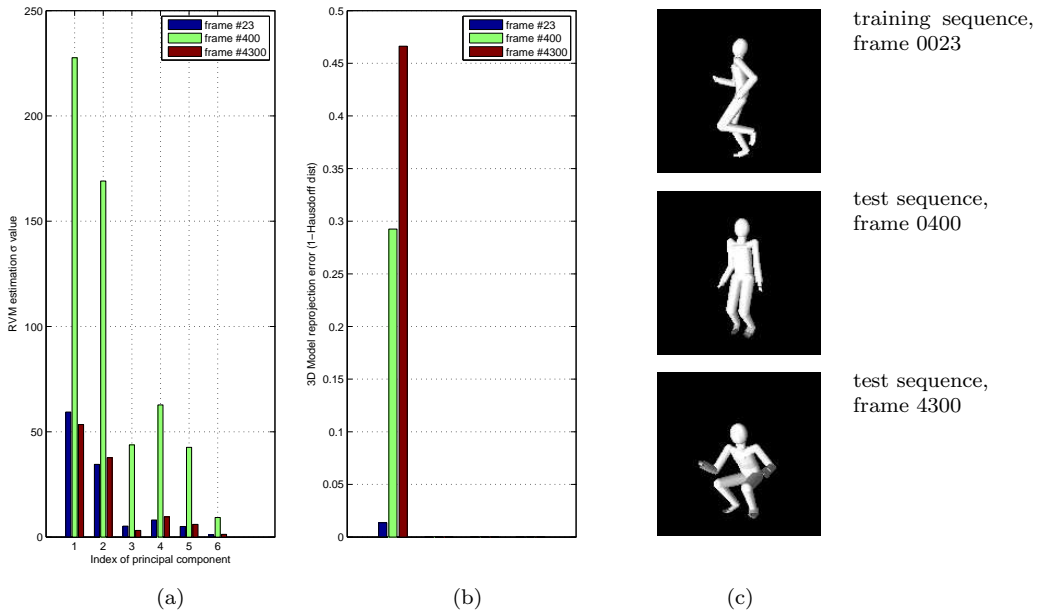 frame #23
frame #400
frame #4300
250
200
150
100
50
0
RVM estimation σ value
1 2 3 4 5 6
Index of principal component
(a)
frame #23
frame #400
frame #4300
0.5
0.45
0.4
0.35
0.3
0.25
0.2
0.15
0.1
0.05
0
3D Model reprojection error (1−Hausdorff dist)
(b)
training sequence,
frame 0023
test sequence,
frame 0400
test sequence,
frame 4300
(c)